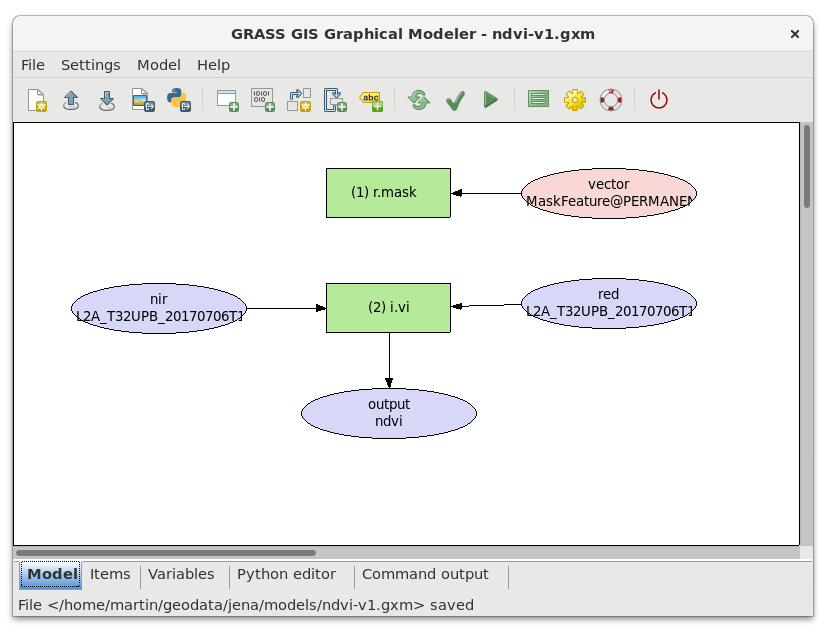 GRASS GIS Graphical Modeler - ndvi-v1.gxm
File Settings Model Help
(1) r.mask
vector
MaskFeature@PERMANEN
nir
L2A_T32UPB_20170706T1
(2) i.vi
red
L2A_T32UPB_20170706T1
output
ndvi
Model Items Variables Python editor Command output
File </home/martin/geodata/jena/models/ndvi-v1.gxm> saved